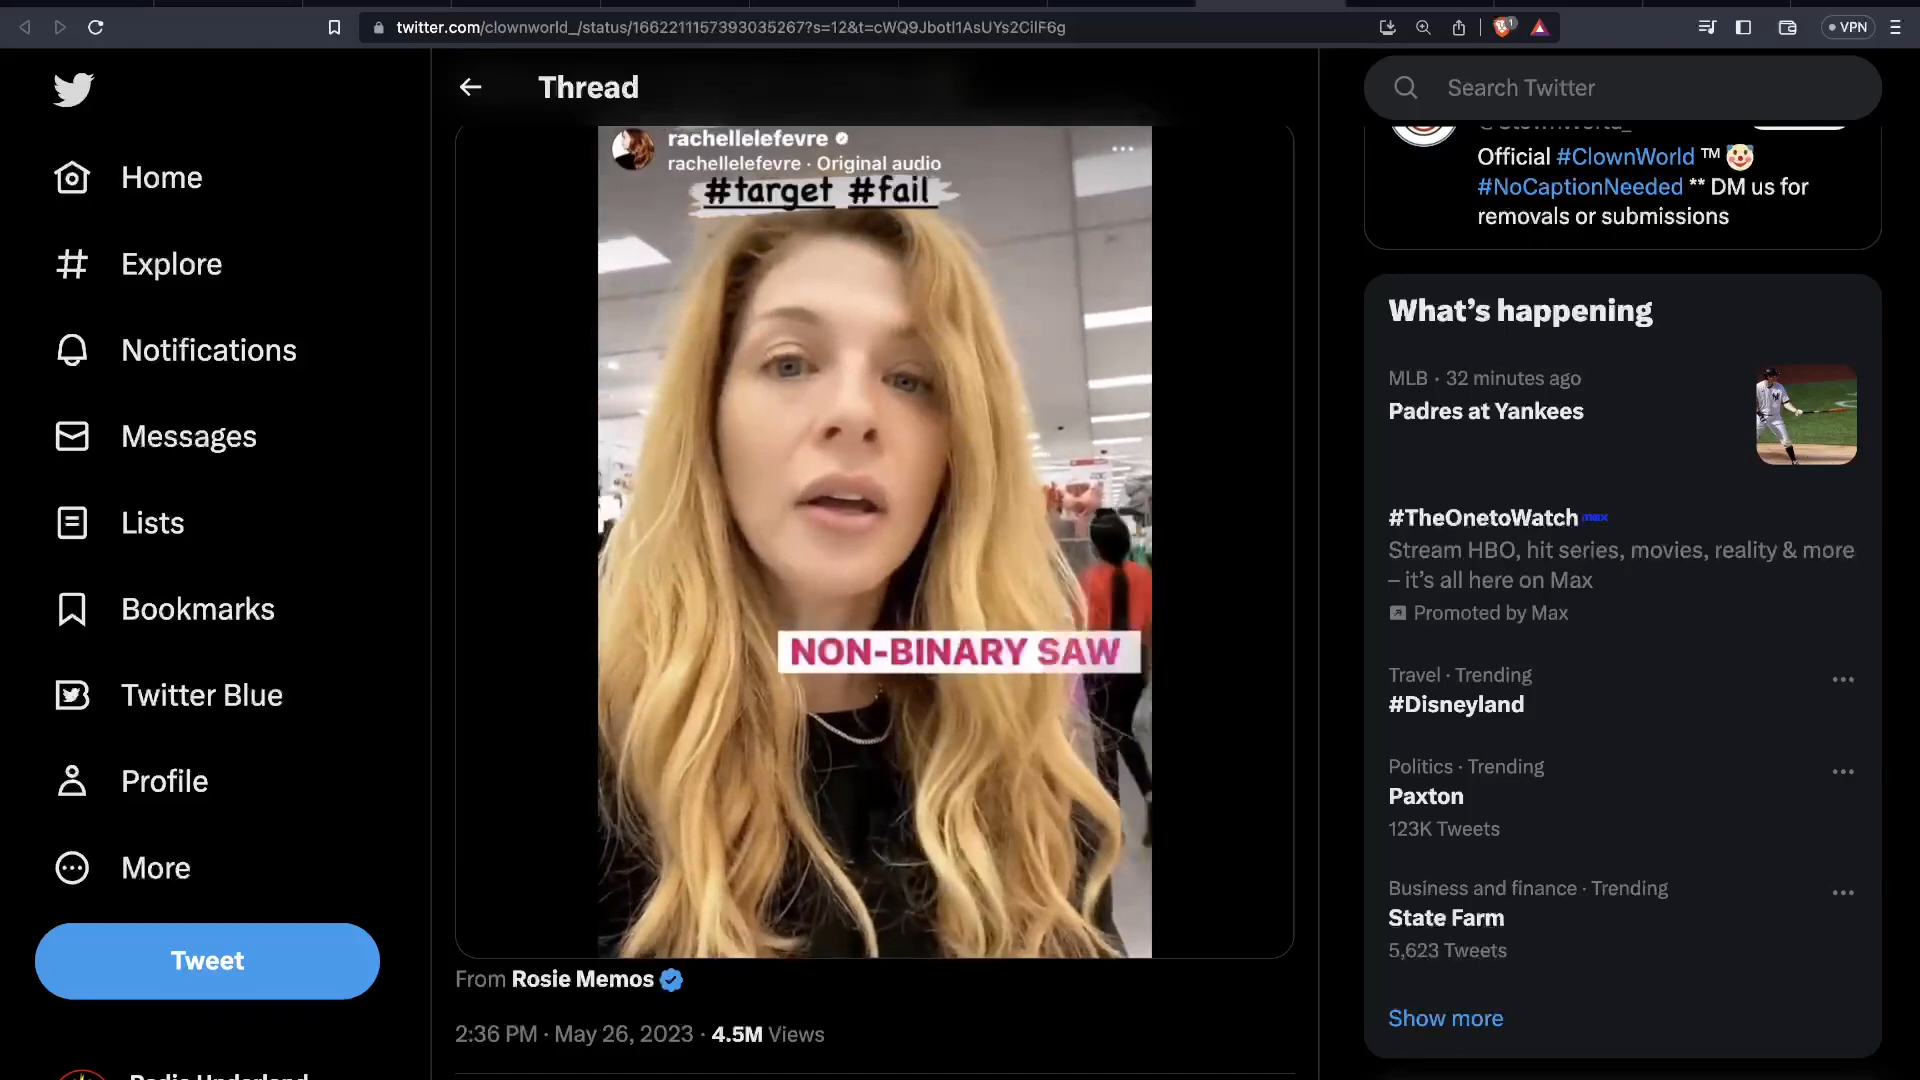 twitter.com/clownworld_/status/1662211157393035267?s=12&t=cWQ9Jbotl1AsUYs2CilF6g
VPN
Home
Explore
Notifications
Messages
Lists
Bookmarks
Twitter Blue
Profile
More
Tweet
Thread
rachellelefevre
rachellelefevre · Original audio
#target #fail
NON-BINARY SAW
From Rosie Memos
2:36 PM · May 26, 2023 · 4.5M Views
Search Twitter
Official #ClownWorld ™
#NoCaptionNeeded ** DM us for
removals or submissions
What's happening
MLB · 32 minutes ago
Padres at Yankees
#TheOnetoWatch max
Stream HBO, hit series, movies, reality & more
– it's all here on Max
Promoted by Max
Travel · Trending
#Disneyland
Politics · Trending
Paxton
123K Tweets
Business and finance · Trending
State Farm
5,623 Tweets
Show more